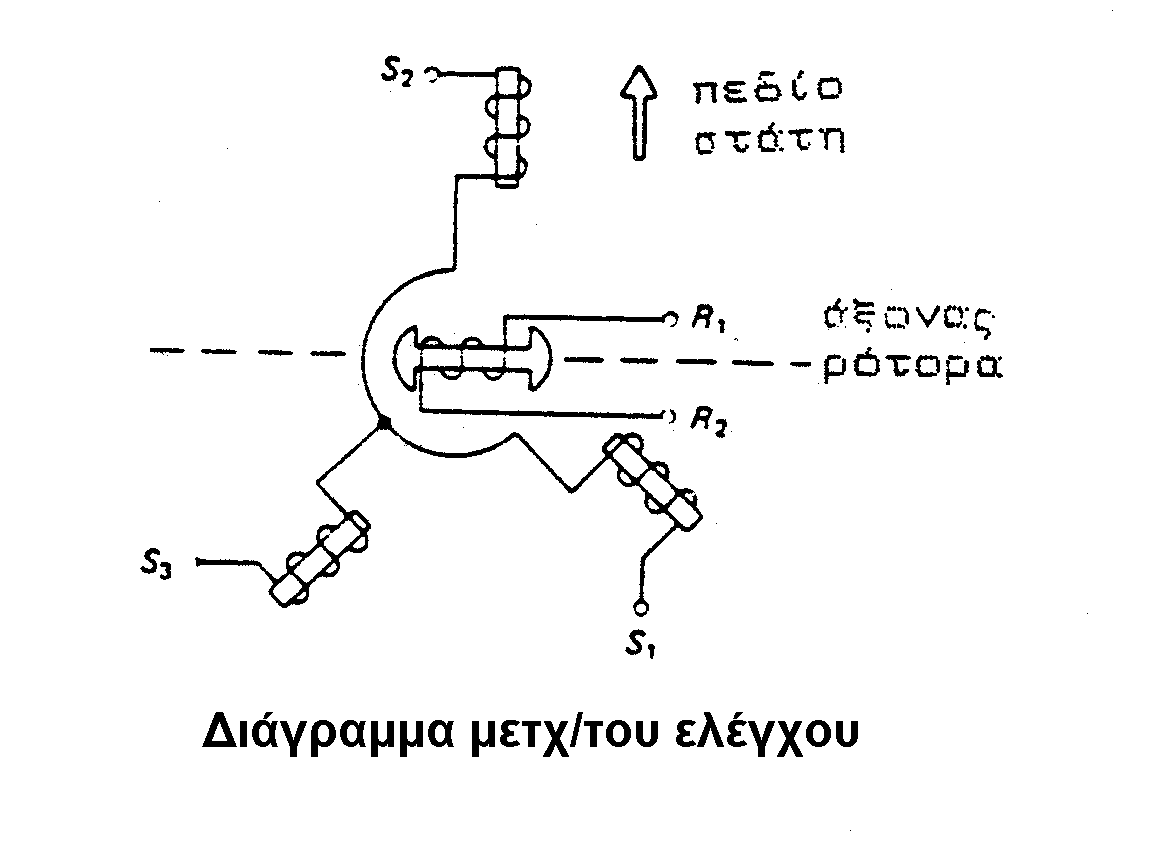 S₂
πεδίο
στάτη
R₁
άξονας
ρότορα
R₂
S₃
S₁
Διάγραμμα μετχ/του ελέγχου